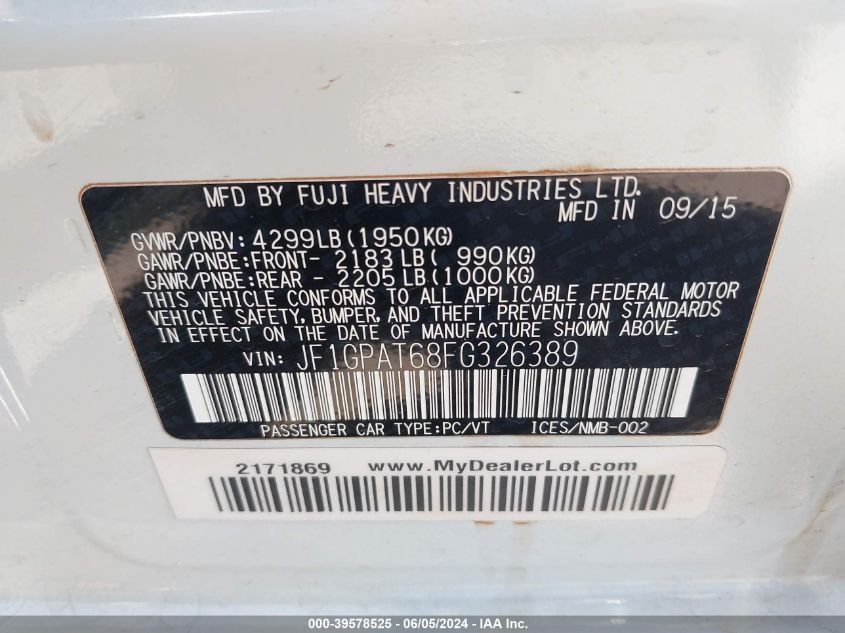 MFD BY FUJI HEAVY INDUSTRIES LTD.
MFD IN 09/15
GVWR/PNBV: 4299LB(1950KG)
GAWR/PNBE:FRONT- 2183LB( 990KG)
GAWR/PNBE:REAR - 2205LB(1000KG)
THIS VEHICLE CONFORMS TO ALL APPLICABLE FEDERAL MOTOR
VEHICLE SAFETY, BUMPER, AND THEFT PREVENTION STANDARDS
IN EFFECT ON THE DATE OF MANUFACTURE SHOWN ABOVE.
VIN: JF1GPAT68FG326389
PASSENGER CAR TYPE:PC/VT ICES/NMB-002
2171869 www.MyDealerLot.com
000-39578525 - 06/05/2024 - IAA Inc.